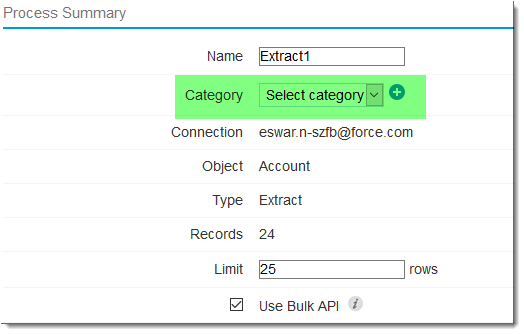 Process Summary
Name Extract1
Category Select category
Connection eswar.n-szfb@force.com
Object Account
Type Extract
Records 24
Limit 25 rows
Use Bulk API i